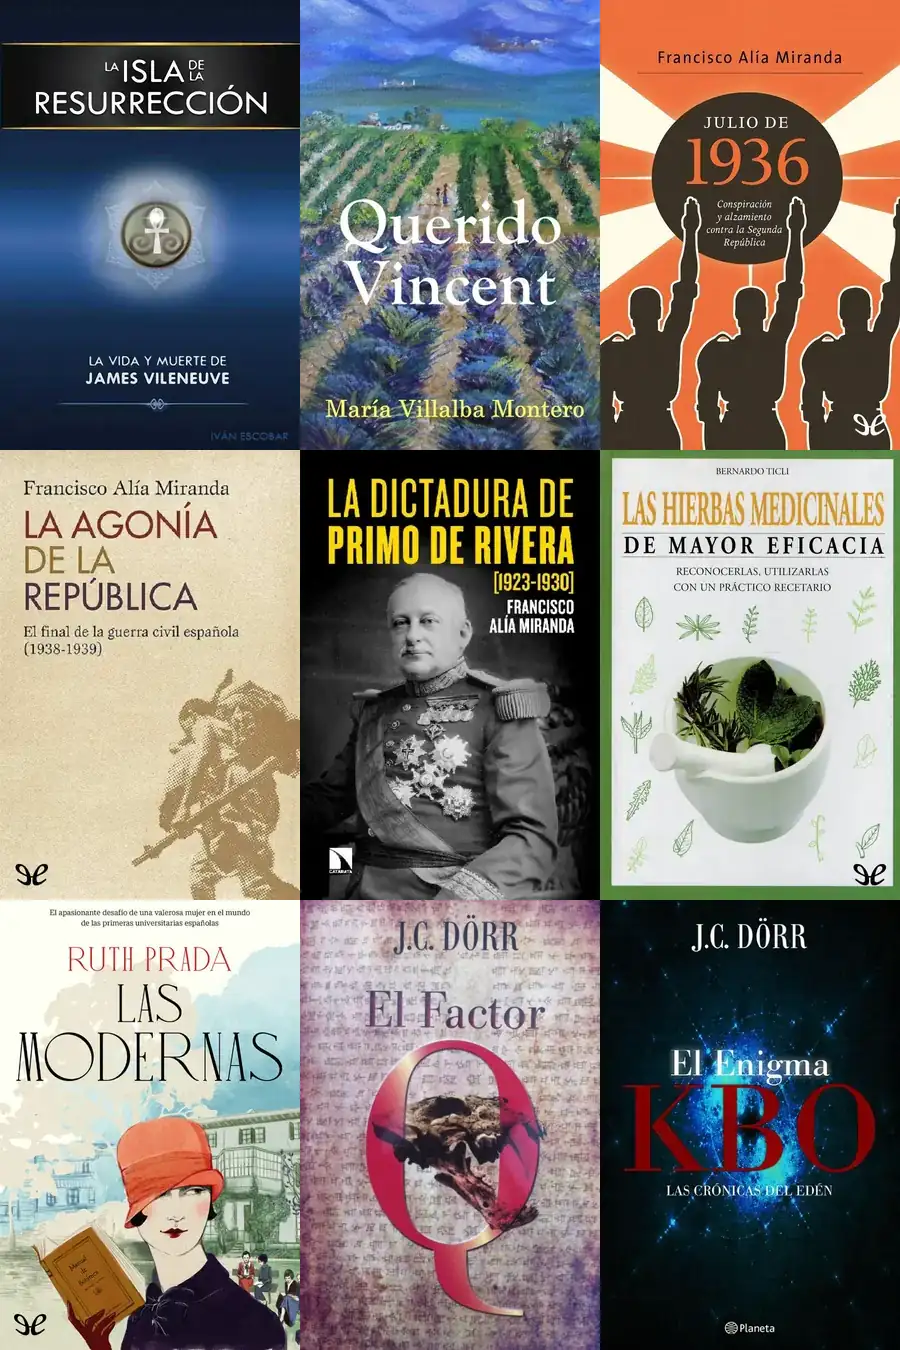 LA ISLA DE LA
RESURRECCIÓN
LA VIDA Y MUERTE DE
JAMES VILENEUVE
IVÁN ESCOBAR
Querido
Vincent
María Villalba Montero
Francisco Alía Miranda
JULIO DE
1936
Conspiración
y alzamiento
contra la Segunda
República
Francisco Alía Miranda
LA AGONÍA
DE LA
REPÚBLICA
El final de la guerra civil española
(1938-1939)
LA DICTADURA DE
PRIMO DE RIVERA
[1923-1930]
FRANCISCO
ALÍA MIRANDA
CATARATA
BERNARDO TICLI
LAS HIERBAS MEDICINALES
DE MAYOR EFICACIA
RECONOCERLAS, UTILIZARLAS
CON UN PRÁCTICO RECETARIO
El apasionante desafío de una valerosa mujer en el mundo
de las primeras universitarias españolas
RUTH PRADA
LAS
MODERNAS
Manual
de
J.C. DÖRR
El Factor
Q
J.C. DÖRR
El Enigma
KBO
LAS CRÓNICAS DEL EDÉN
Planeta